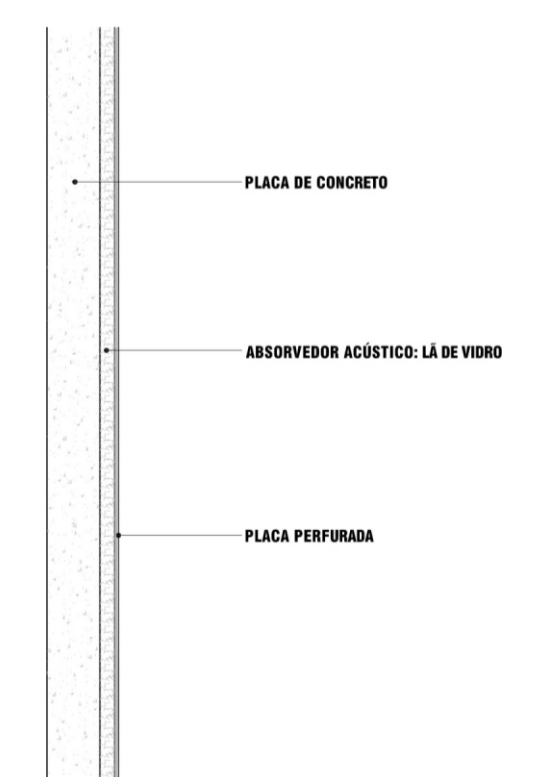 PLACA DE CONCRETO
ABSORVEDOR ACÚSTICO: LÃ DE VIDRO
PLACA PERFURADA